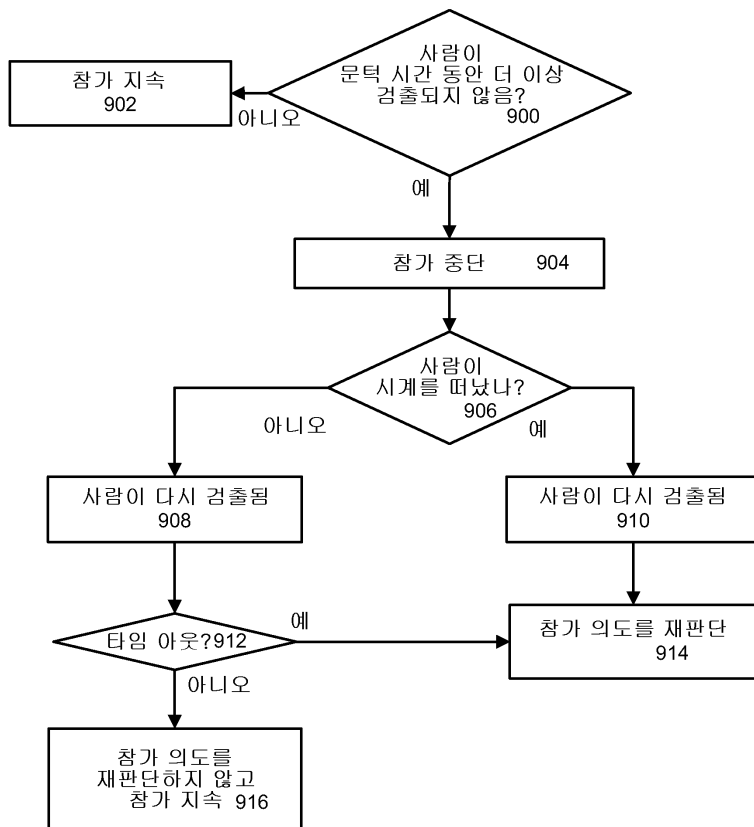 사람이
문턱 시간 동안 더 이상
검출되지 않음?
900
참가 지속
902
아니오
예
참가 중단 904
사람이
시계를 떠났나?
906
아니오
예
사람이 다시 검출됨
908
사람이 다시 검출됨
910
타임 아웃?912
예
참가 의도를 재판단
914
아니오
참가 의도를
재판단하지 않고
참가 지속 916